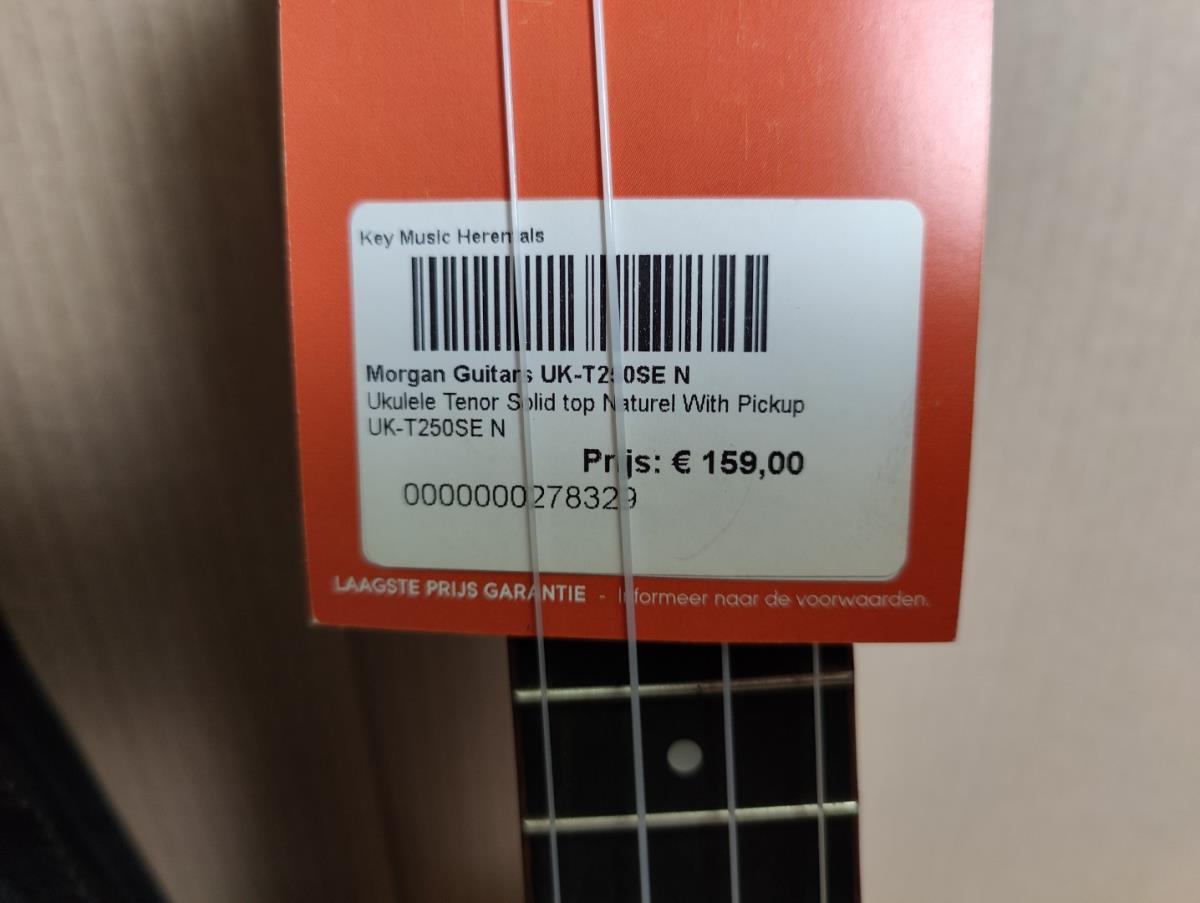 Key Music Herentals
Morgan Guitars UK-T250SE N
Ukulele Tenor Solid top Naturel With Pickup
UK-T250SE N
Prijs: € 159,00
0000000278329
LAAGSTE PRIJS GARANTIE - Informeer naar de voorwaarden.